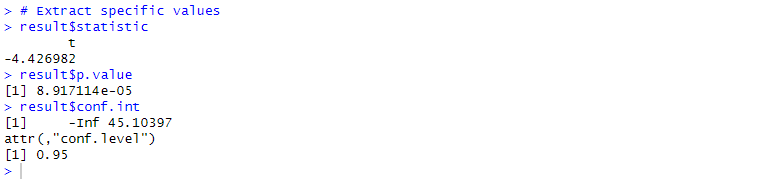 > # Extract specific values
> result$statistic
        t
-4.426982
> result$p.value
[1] 8.917114e-05
> result$conf.int
[1]     -Inf 45.10397
attr(,"conf.level")
[1] 0.95
>